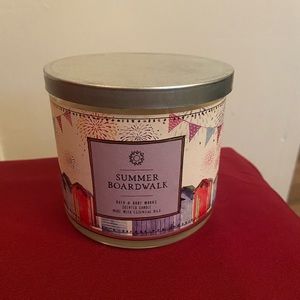 SUMMER
BOARDWALK
BATH & BODY WORKS
SCENTED CANDLE
MADE WITH ESSENTIAL OILS